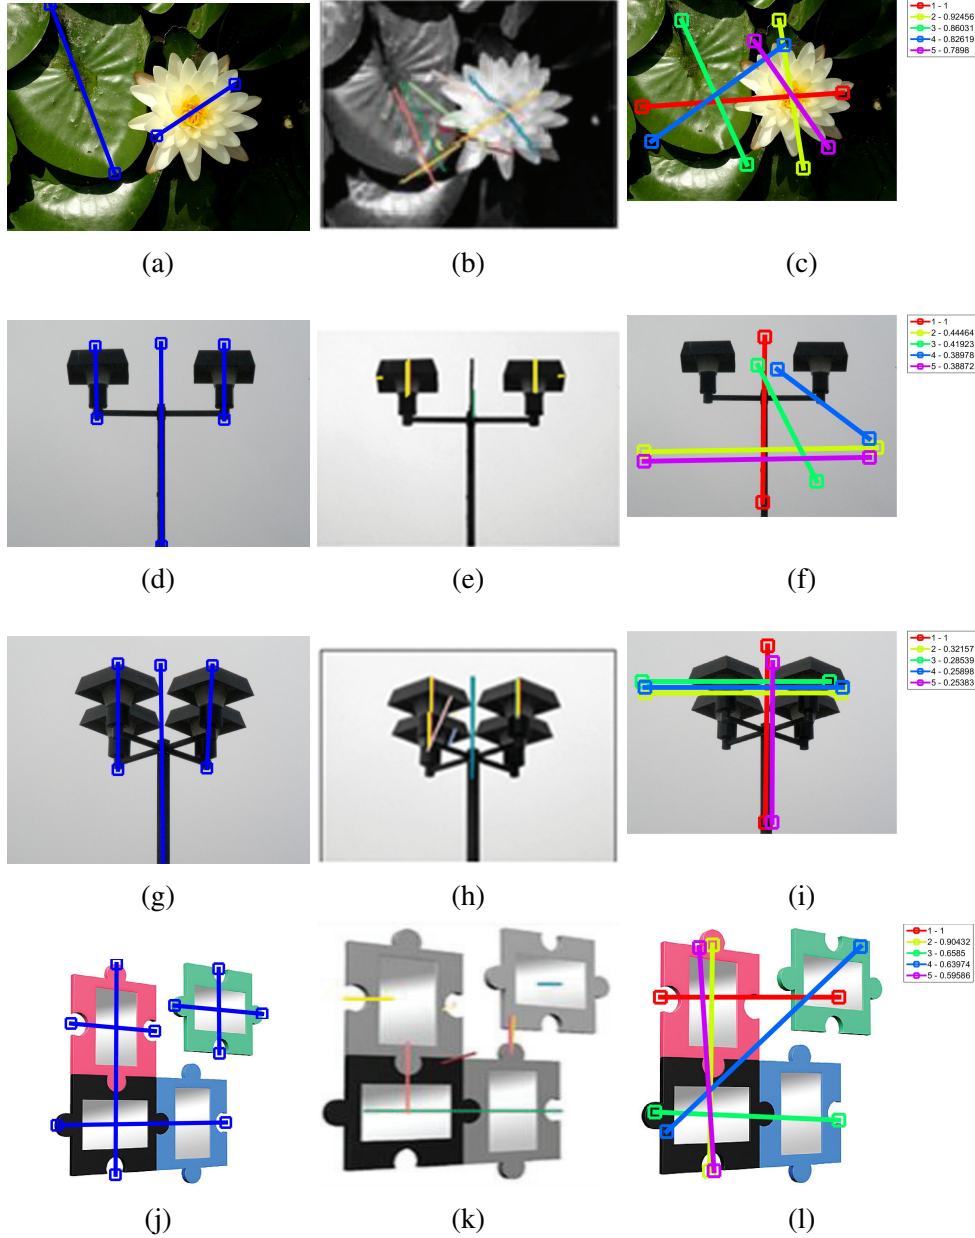 1 - 1
2 - 0.92456
3 - 0.86031
4 - 0.82619
5 - 0.7898
(a)
(b)
(c)
1 - 1
2 - 0.44464
3 - 0.41923
4 - 0.38978
5 - 0.38872
(d)
(e)
(f)
1 - 1
2 - 0.32157
3 - 0.28539
4 - 0.25898
5 - 0.25383
(g)
(h)
(i)
1 - 1
2 - 0.90432
3 - 0.6585
4 - 0.63974
5 - 0.59586
(j)
(k)
(l)